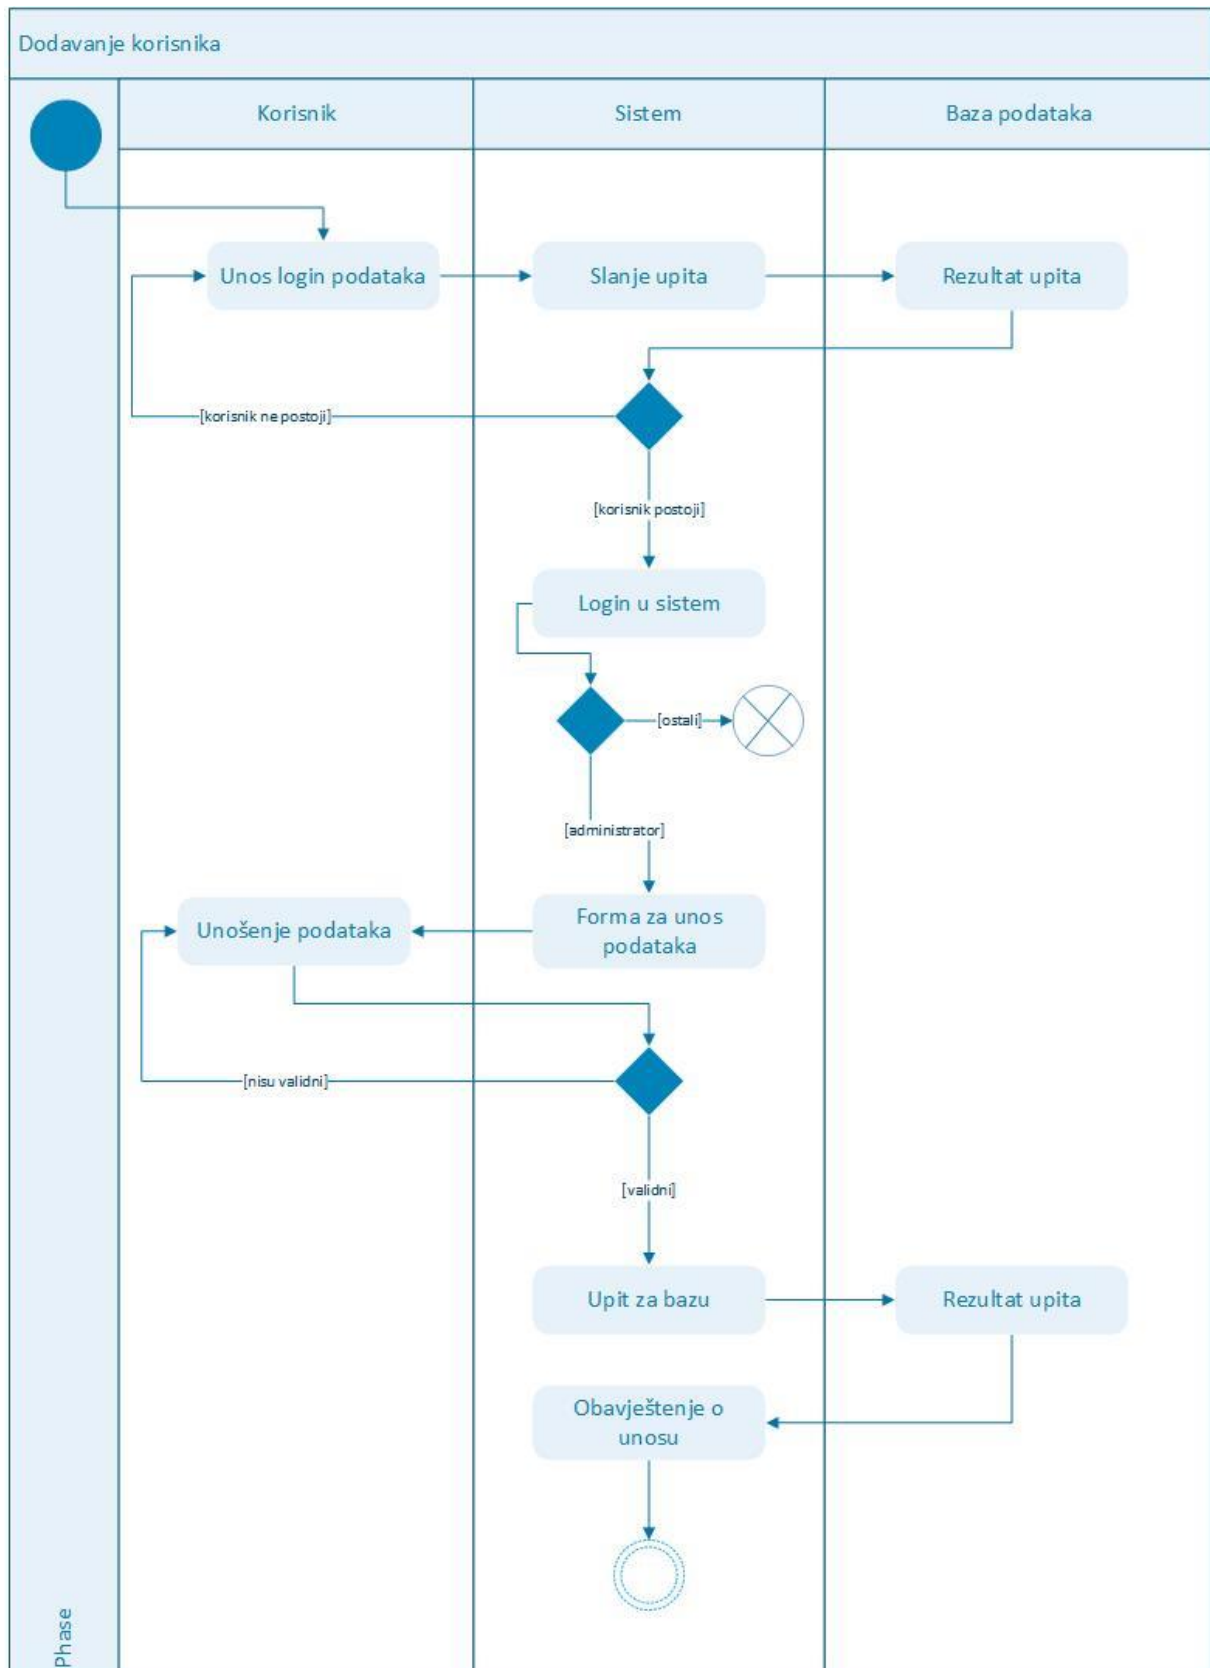 Dodavanje korisnika
Korisnik
Sistem
Baza podataka
Unos login podataka
Slanje upita
Rezultat upita
[korisnik ne postoji]
[korisnik postoji]
Login u sistem
[ostali]
[administrator]
Unošenje podataka
Forma za unos
podataka
[nisu validni]
[validni]
Upit za bazu
Rezultat upita
Obavještenje o
unosu
Phase